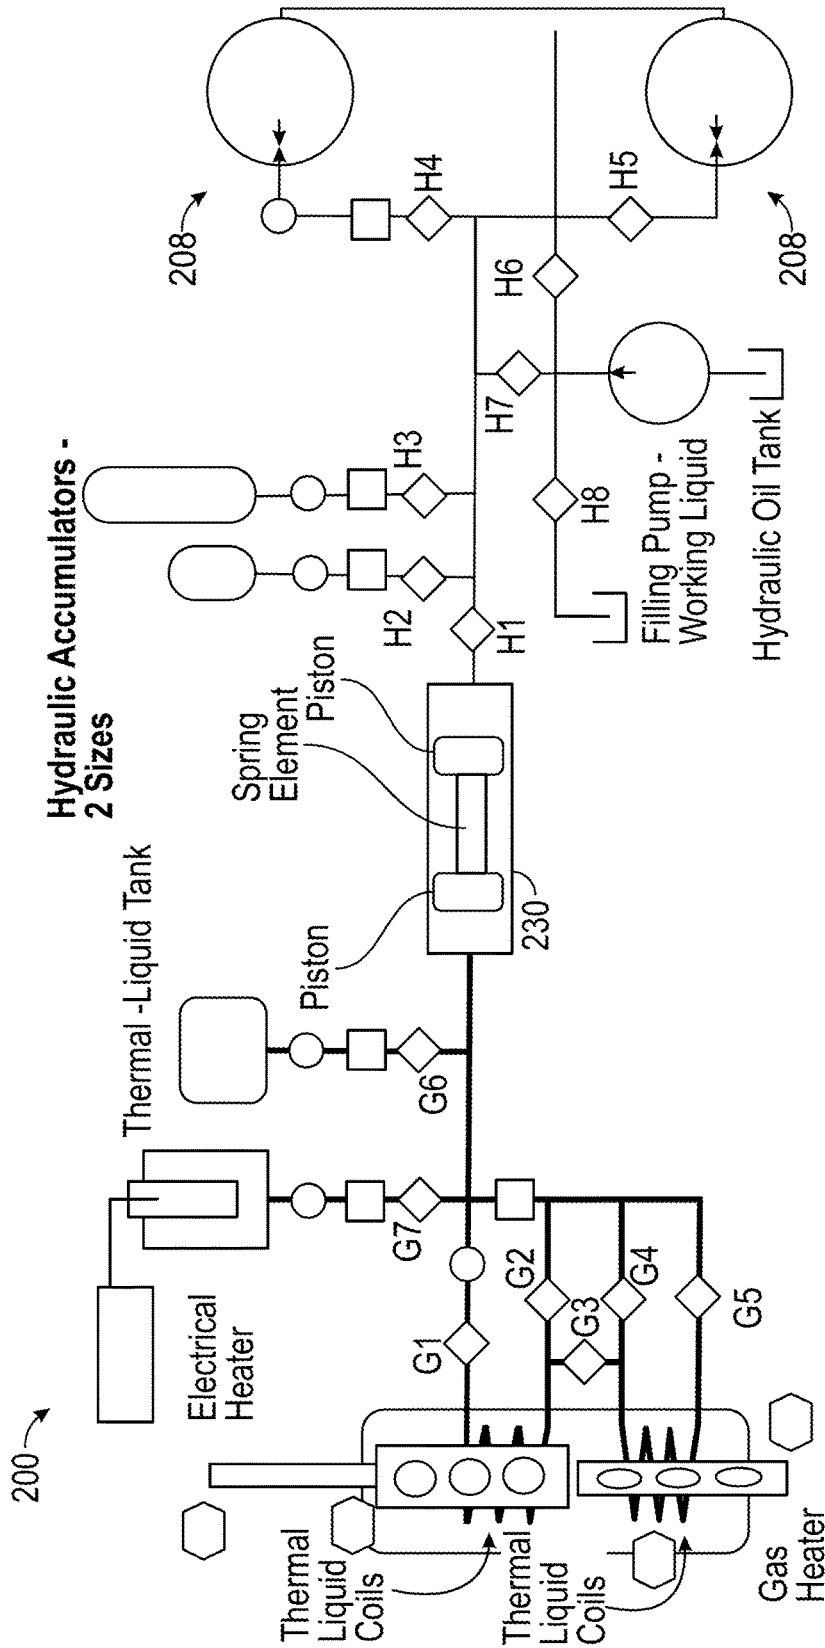 200
Hydraulic Accumulators -
2 Sizes
Thermal -Liquid Tank
208
Electrical
Heater
Spring
Element
Piston
Piston
Thermal
Liquid
Coils
G1
G7
G6
H2
H3
H4
H1
H7
H6
Thermal
Liquid
Coils
G2
G3
G4
230
H8
H5
Filling Pump -
Working Liquid
Gas
Heater
G5
Hydraulic Oil Tank
208